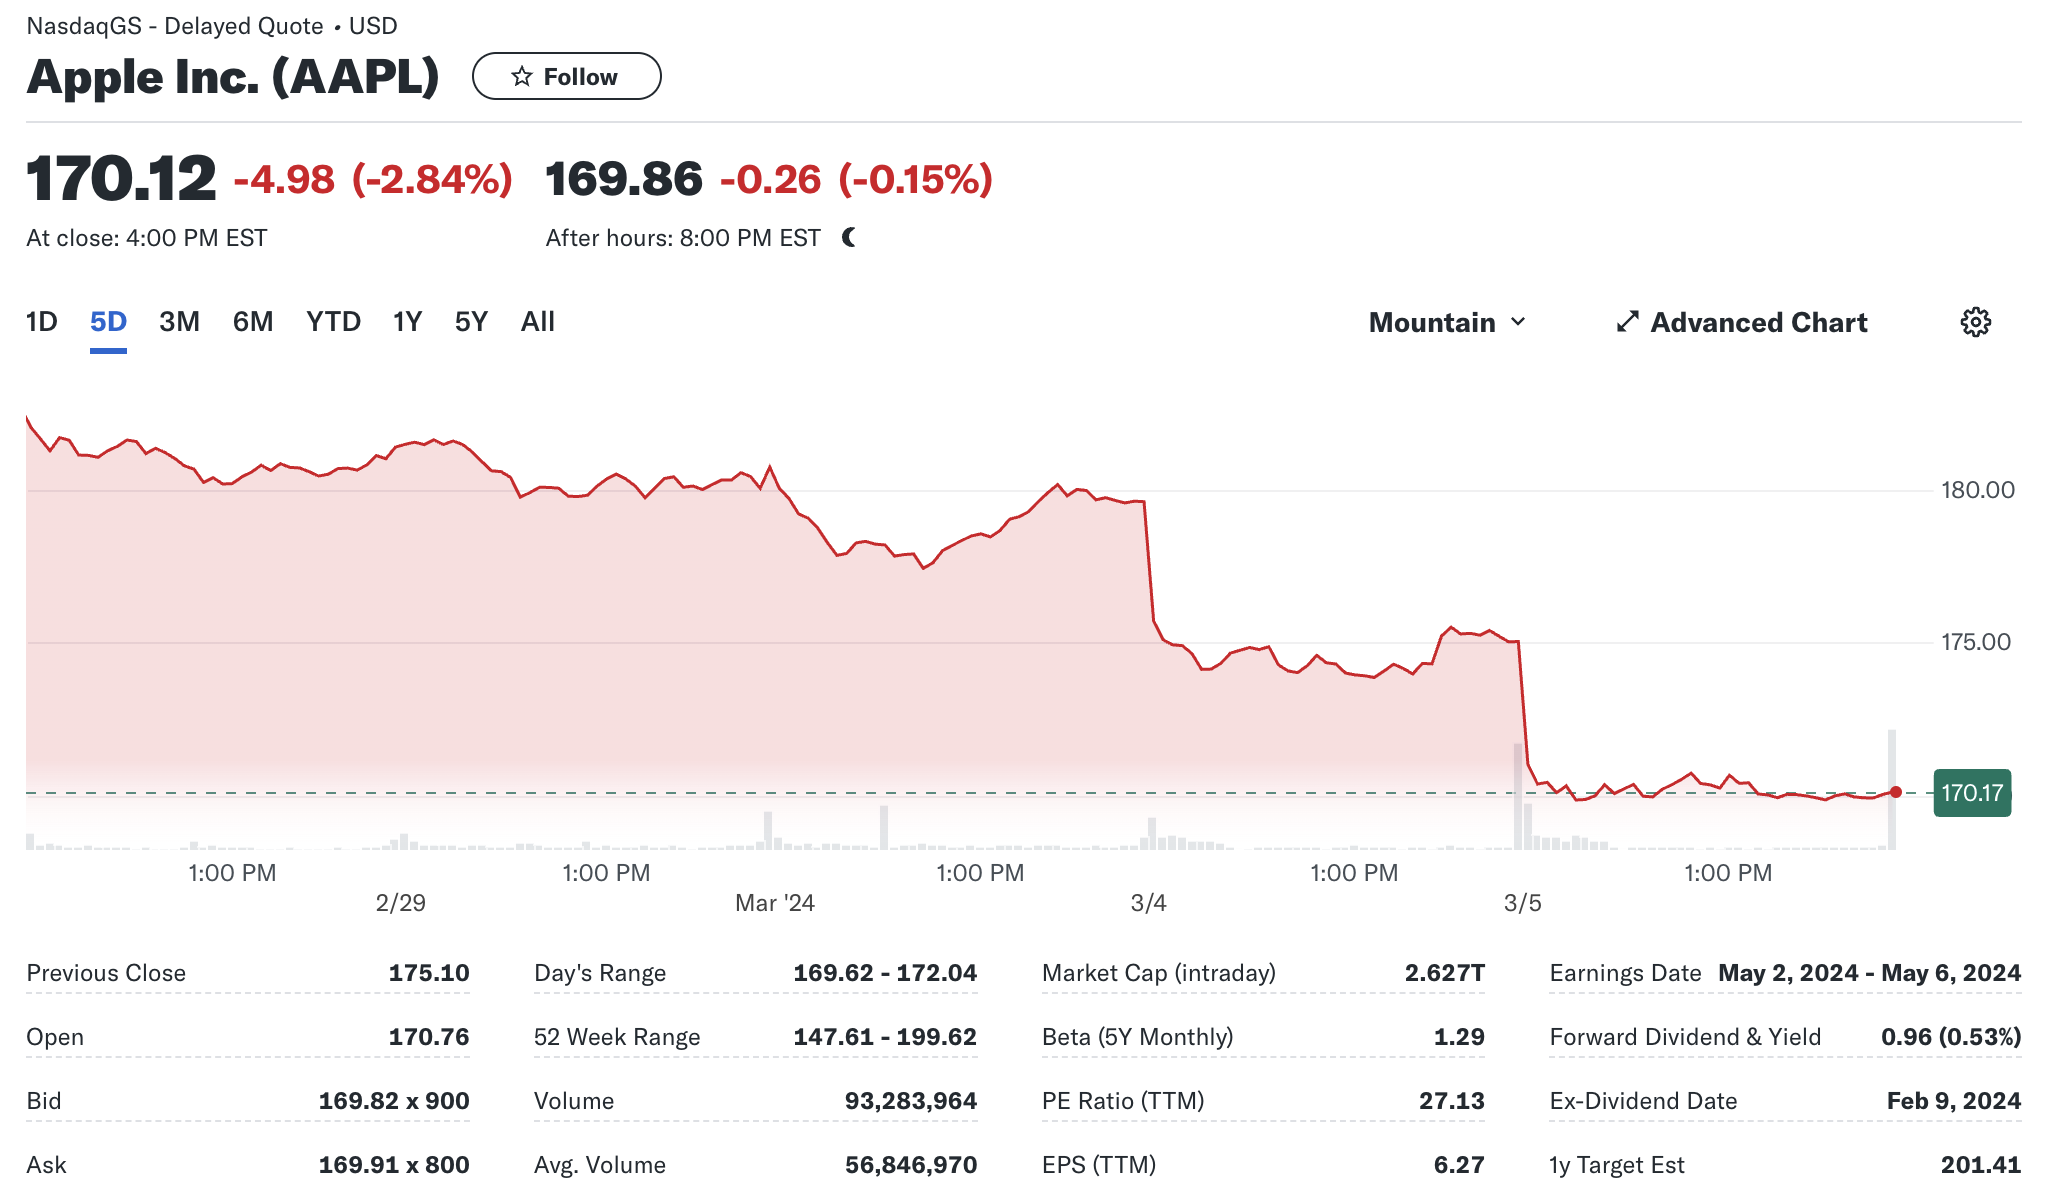 NasdaqGS - Delayed Quote • USD
Apple Inc. (AAPL)
Follow
170.12 -4.98 (-2.84%) 169.86 -0.26 (-0.15%)
At close: 4:00 PM EST After hours: 8:00 PM EST
1D 5D 3M 6M YTD 1Y 5Y All Mountain Advanced Chart
180.00
175.00
170.17
1:00 PM 1:00 PM 1:00 PM 1:00 PM 1:00 PM
2/29 Mar '24 3/4 3/5
Previous Close 175.10 Day's Range 169.62 - 172.04 Market Cap (intraday) 2.627T Earnings Date May 2, 2024 - May 6, 2024
Open 170.76 52 Week Range 147.61 - 199.62 Beta (5Y Monthly) 1.29 Forward Dividend & Yield 0.96 (0.53%)
Bid 169.82 x 900 Volume 93,283,964 PE Ratio (TTM) 27.13 Ex-Dividend Date Feb 9, 2024
Ask 169.91 x 800 Avg. Volume 56,846,970 EPS (TTM) 6.27 1y Target Est 201.41